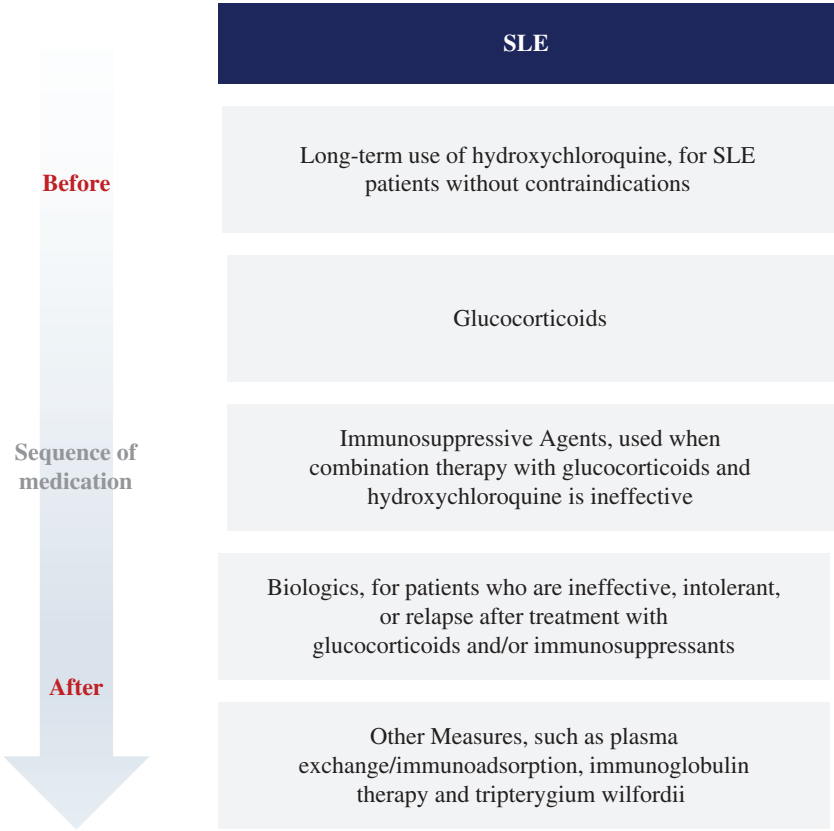 SLE
Before
Long-term use of hydroxychloroquine, for SLE
patients without contraindications
Glucocorticoids
Sequence of
medication
Immunosuppressive Agents, used when
combination therapy with glucocorticoids and
hydroxychloroquine is ineffective
Biologics, for patients who are ineffective, intolerant,
or relapse after treatment with
glucocorticoids and/or immunosuppressants
After
Other Measures, such as plasma
exchange/immunoadsorption, immunoglobulin
therapy and tripterygium wilfordii